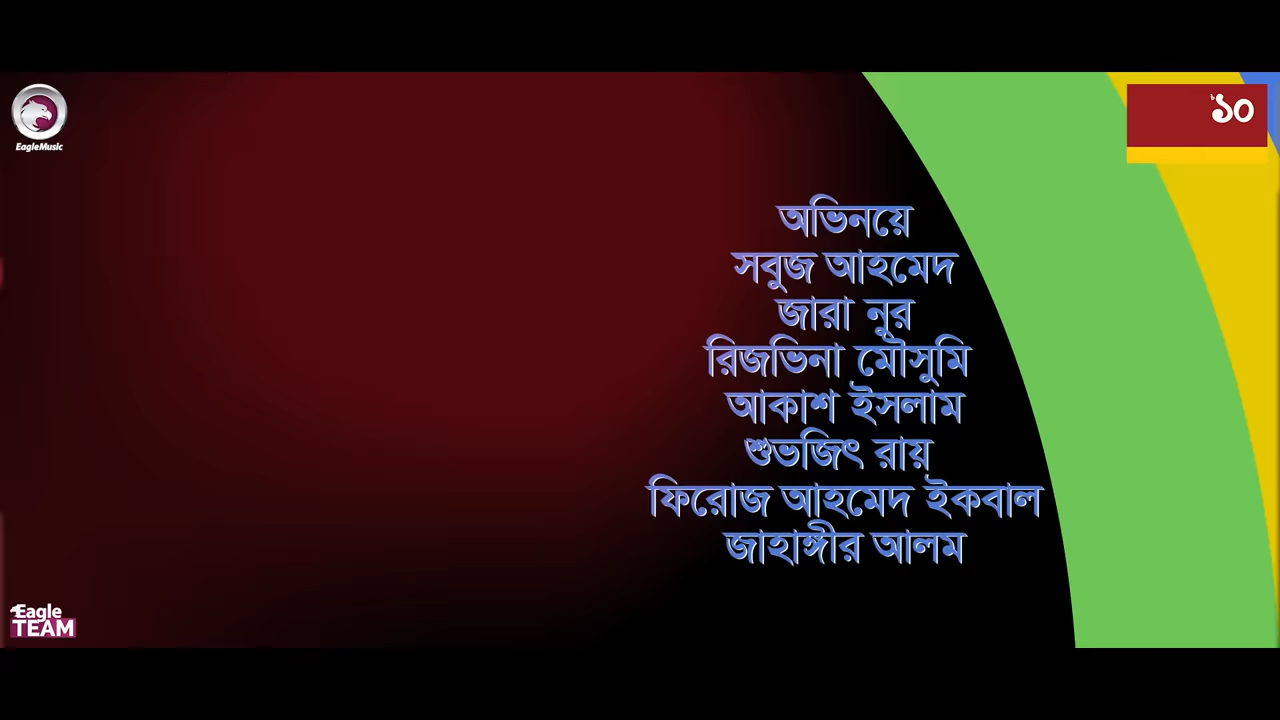 EagleMusic
৳১০
অভিনয়ে
সবুজ আহমেদ
জারা নুর
রিজভিনা মৌসুমি
আকাশ ইসলাম
শুভজিৎ রায়
ফিরোজ আহমেদ ইকবাল
জাহাঙ্গীর আলম
Eagle
TEAM